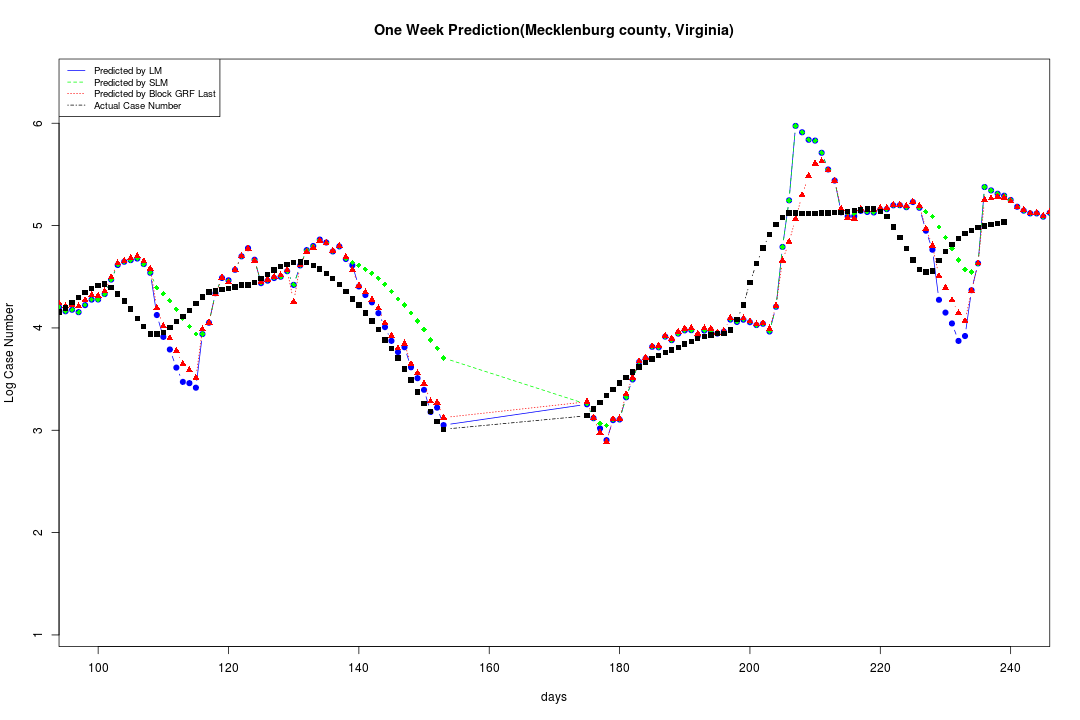 One Week Prediction(Mecklenburg county, Virginia)
Predicted by LM
Predicted by SLM
Predicted by Block GRF Last
Actual Case Number
6
5
4
3
2
1
Log Case Number
100 120 140 160 180 200 220 240
days